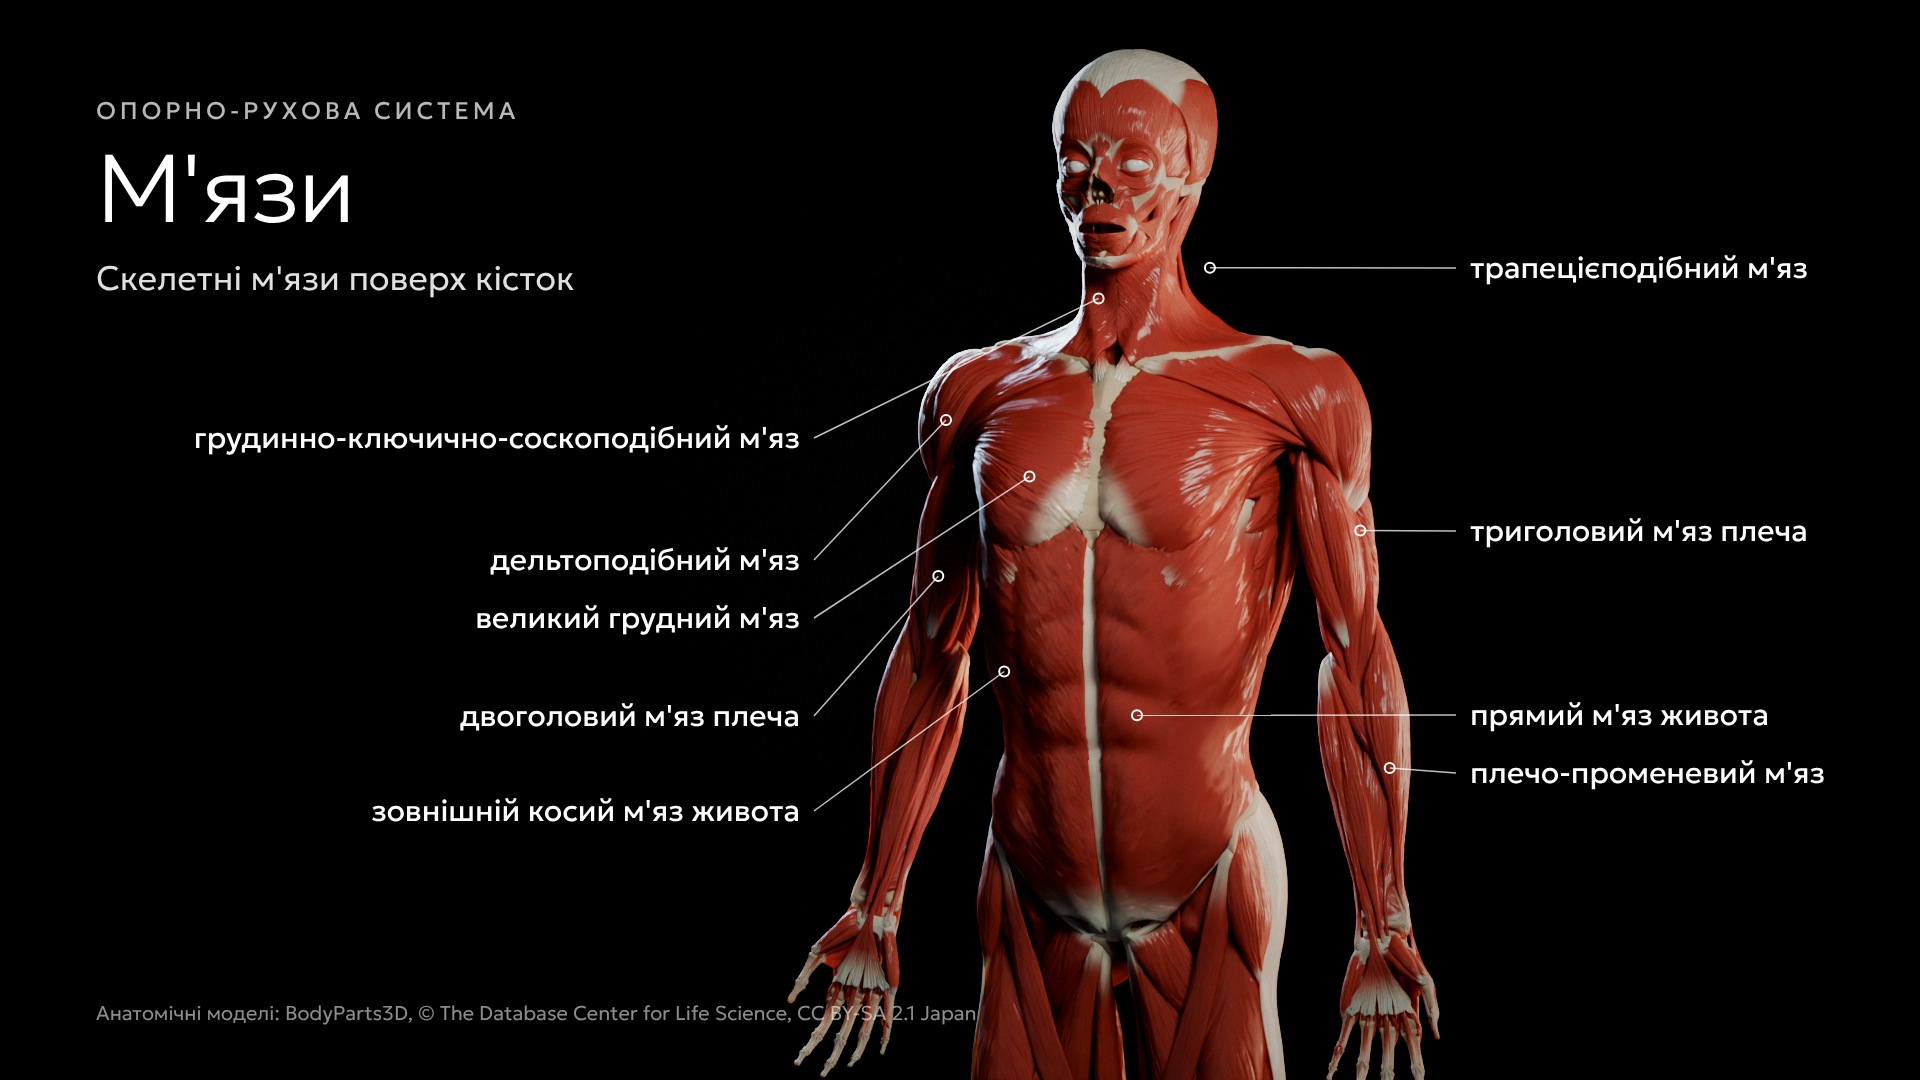 ОПОРНО-РУХОВА СИСТЕМА
М'язи
Скелетні м'язи поверх кісток
трапецієподібний м'яз
грудинно-ключично-соскоподібний м'яз
триголовий м'яз плеча
дельтоподібний м'яз
великий грудний м'яз
двоголовий м'яз плеча
прямий м'яз живота
плечо-променевий м'яз
зовнішній косий м'яз живота
Анатомічні моделі: BodyParts3D, © The Database Center for Life Science, CC BY-SA 2.1 Japan